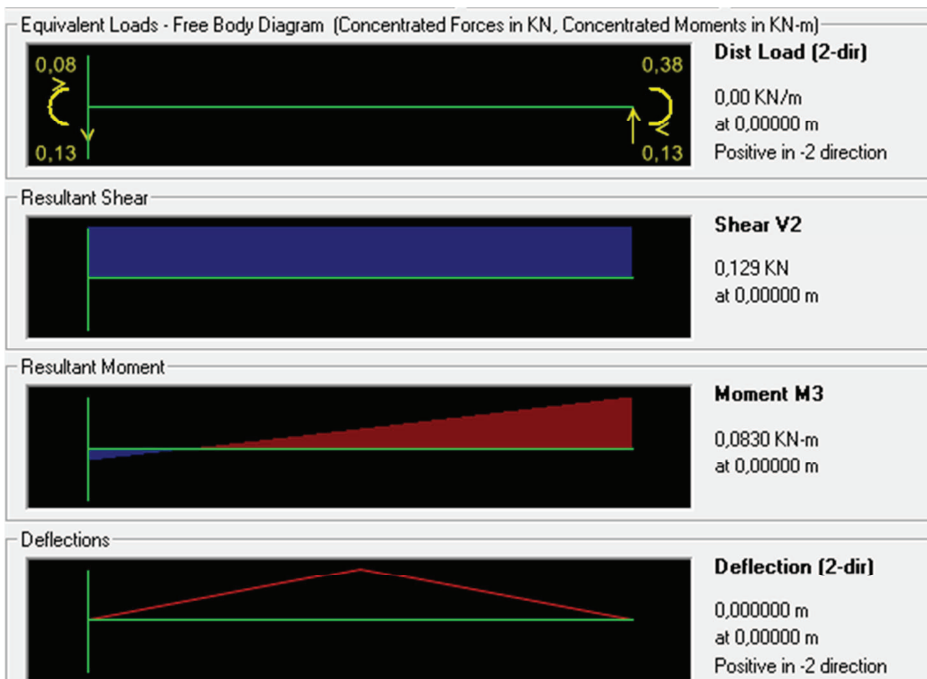 Equivalent Loads - Free Body Diagram (Concentrated Forces in KN, Concentrated Moments in KN-m)
0,08
0,38
0,13
0,13
Dist Load (2-dir)
0,00 KN/m
at 0,00000 m
Positive in -2 direction
Resultant Shear
Shear V2
0,129 KN
at 0,00000 m
Resultant Moment
Moment M3
0,0830 KN-m
at 0,00000 m
Deflections
Deflection (2-dir)
0,000000 m
at 0,00000 m
Positive in -2 direction